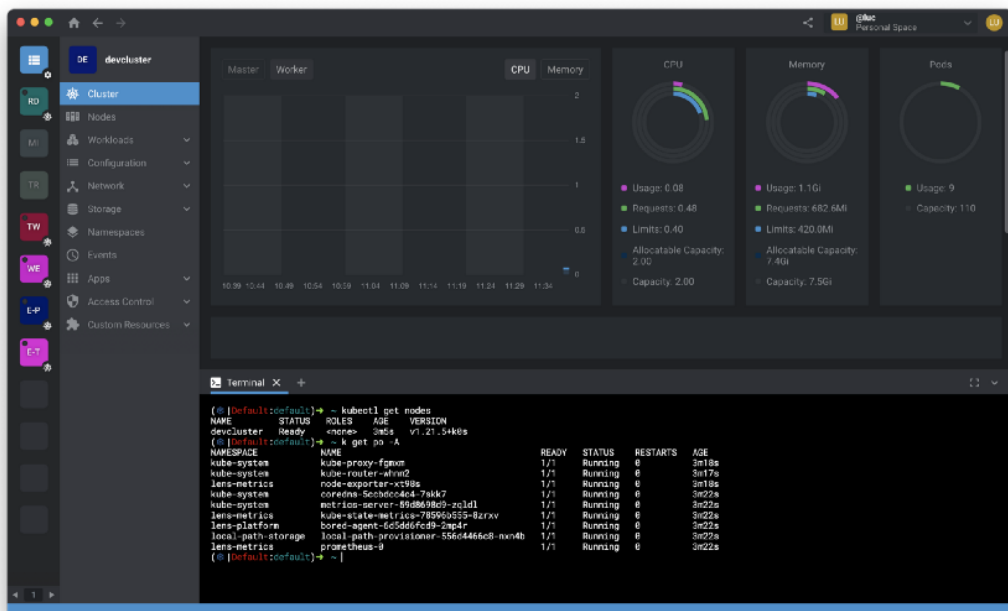 @luc
LU
Personal Space
LU
DE
devcluster
RD
MI
TR
TW
WE
E-P
E-T
Cluster
Nodes
Workloads
Configuration
Network
Storage
Namespaces
Events
Apps
Access Control
Custom Resources
Master Worker
CPU Memory
2
1.5
1
0.5
0
10:39 10:44 10:49 10:54 10:59 11:04 11:09 11:14 11:19 11:24 11:29 11:34
CPU
Usage: 0.08
Requests: 0.48
Limits: 0.40
Allocatable Capacity:
2.00
Capacity: 2.00
Memory
Usage: 1.1Gi
Requests: 682.6Mi
Limits: 420.0Mi
Allocatable Capacity:
7.4Gi
Capacity: 7.5Gi
Pods
Usage: 9
Capacity: 110
Terminal
(⎈ |Default:default)➜ ~ kubectl get nodes
NAME STATUS ROLES AGE VERSION
devcluster Ready <none> 3m5s v1.21.5+k0s
(⎈ |Default:default)➜ ~ k get po -A
NAMESPACE NAME READY STATUS RESTARTS AGE
kube-system kube-proxy-fgmxm 1/1 Running 0 3m18s
kube-system kube-router-whnm2 1/1 Running 0 3m17s
lens-metrics node-exporter-xt98s 1/1 Running 0 3m18s
kube-system coredns-5ccbdcc4c4-7skk7 1/1 Running 0 3m22s
kube-system metrics-server-59d8698d9-zqldl 1/1 Running 0 3m22s
lens-metrics kube-state-metrics-78596b555-8zrxv 1/1 Running 0 3m22s
lens-platform bored-agent-6d5dd6fcd9-2mp4r 1/1 Running 0 3m22s
local-path-storage local-path-provisioner-556d4466c8-nxn4b 1/1 Running 0 3m22s
lens-metrics prometheus-0 1/1 Running 0 3m22s
(⎈ |Default:default)➜ ~
1